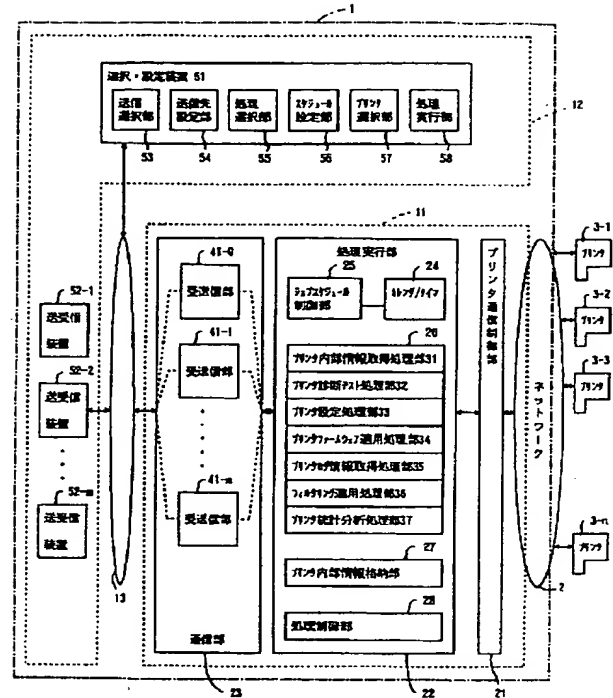 1
選択・設定装置 51
12
送信
選択部
送信先
設定部
処理
選択部
スケジュール
設定部
プリンタ
選択部
処理
実行部
53
54
55
56
57
58
11
41-0
受送信部
41-1
受送信部
41-m
受送信部
通信部
23
処理実行部
25
24
ジョブスケジュール
制御部
カレンダ/タイマ
26
プリンタ内部情報取得処理部31
プリンタ診断テスト処理部32
プリンタ設定処理部33
プリンタファームウェア適用処理部34
プリンタログ情報取得処理部35
フィルタリング適用処理部36
プリンタ統計分析処理部37
27
プリンタ内部情報格納部
28
処理制御部
22
プリンタ通信制御部
21
ネットワーク
2
3-1
プリンタ
3-2
プリンタ
3-3
プリンタ
3-n
プリンタ
52-1
送受信
装置
52-2
送受信
装置
52-m
送受信
装置
13